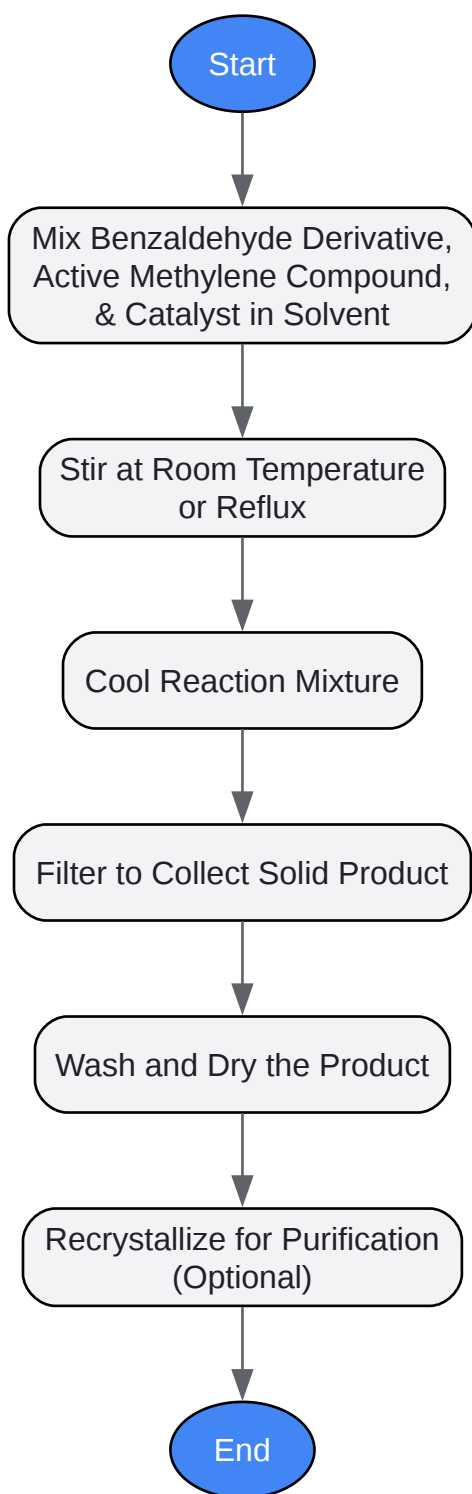 Start
Mix Benzaldehyde Derivative,
Active Methylene Compound,
& Catalyst in Solvent
Stir at Room Temperature
or Reflux
Cool Reaction Mixture
Filter to Collect Solid Product
Wash and Dry the Product
Recrystallize for Purification
(Optional)
End